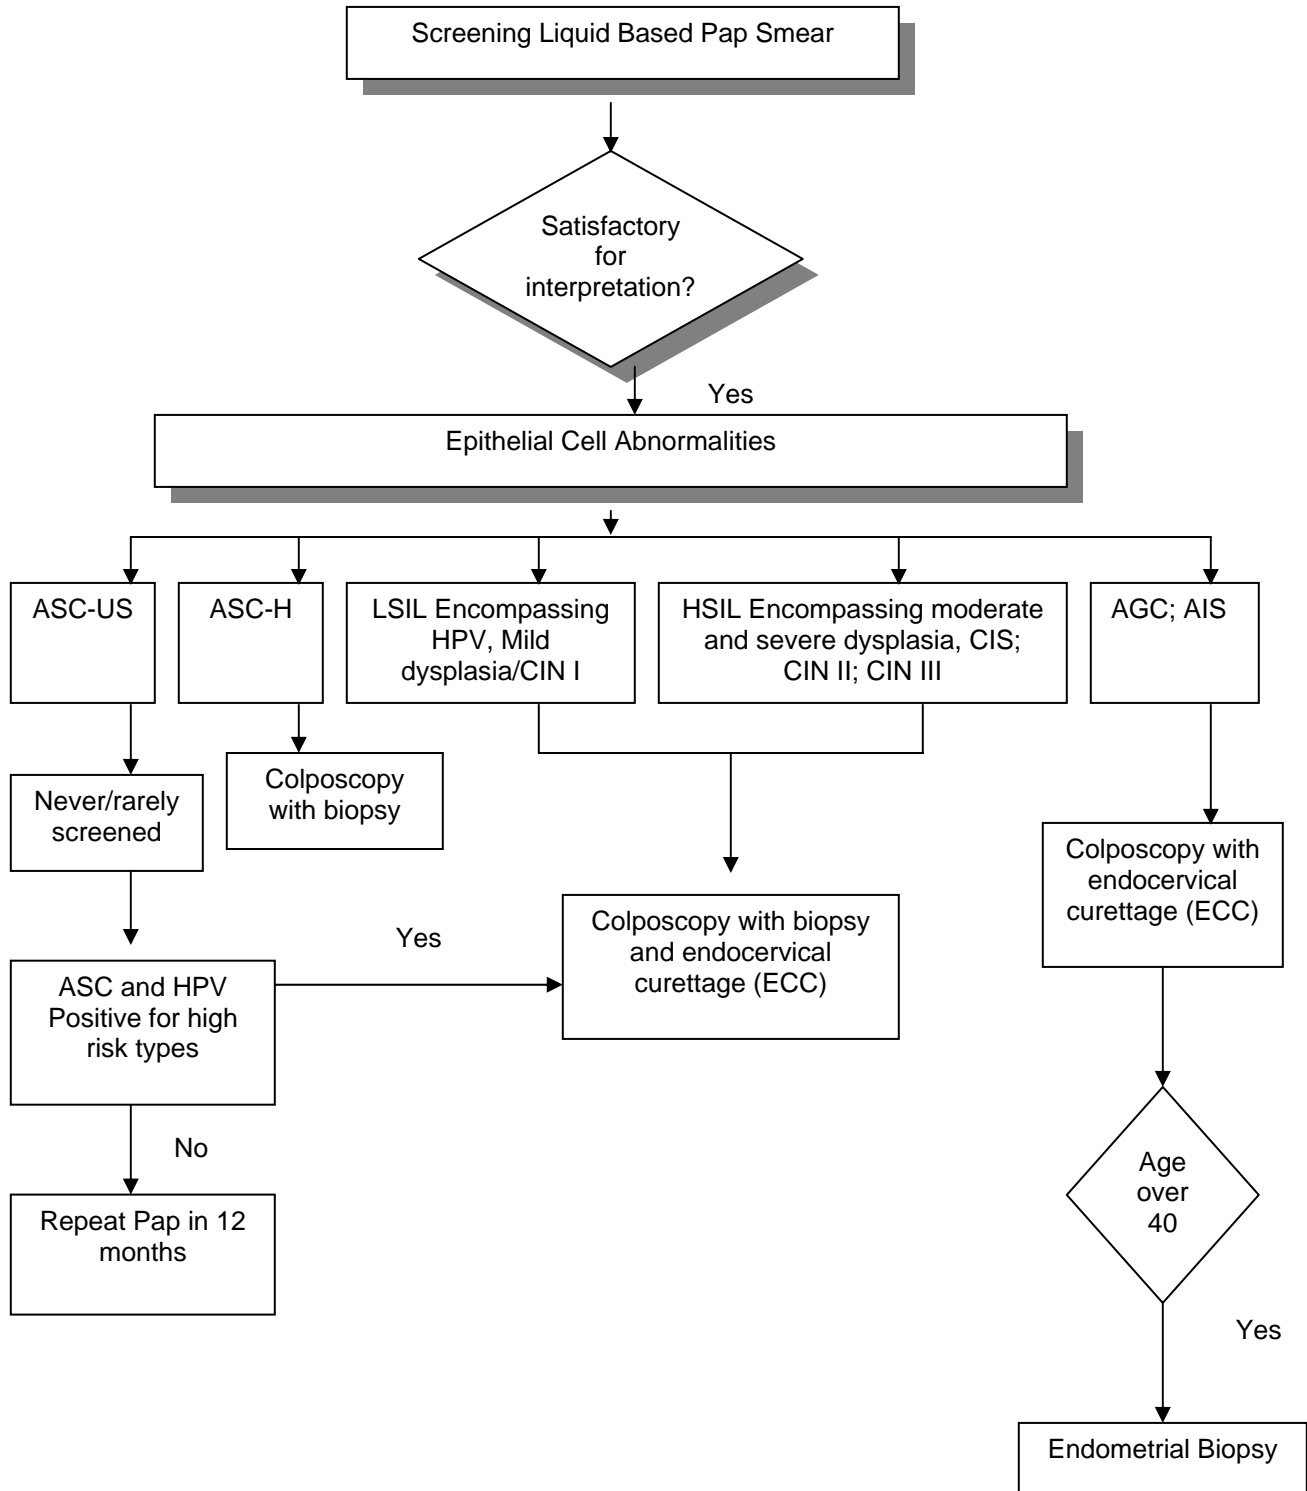 Screening Liquid Based Pap Smear
Satisfactory
for
interpretation?
Yes
Epithelial Cell Abnormalities
ASC-US
ASC-H
LSIL Encompassing
HPV, Mild
dysplasia/CIN I
HSIL Encompassing moderate
and severe dysplasia, CIS;
CIN II; CIN III
AGC; AIS
Never/rarely
screened
Colposcopy
with biopsy
Colposcopy with
endocervical
curettage (ECC)
ASC and HPV
Positive for high
risk types
Yes
Colposcopy with biopsy
and endocervical
curettage (ECC)
No
Repeat Pap in 12
months
Age
over
40
Yes
Endometrial Biopsy